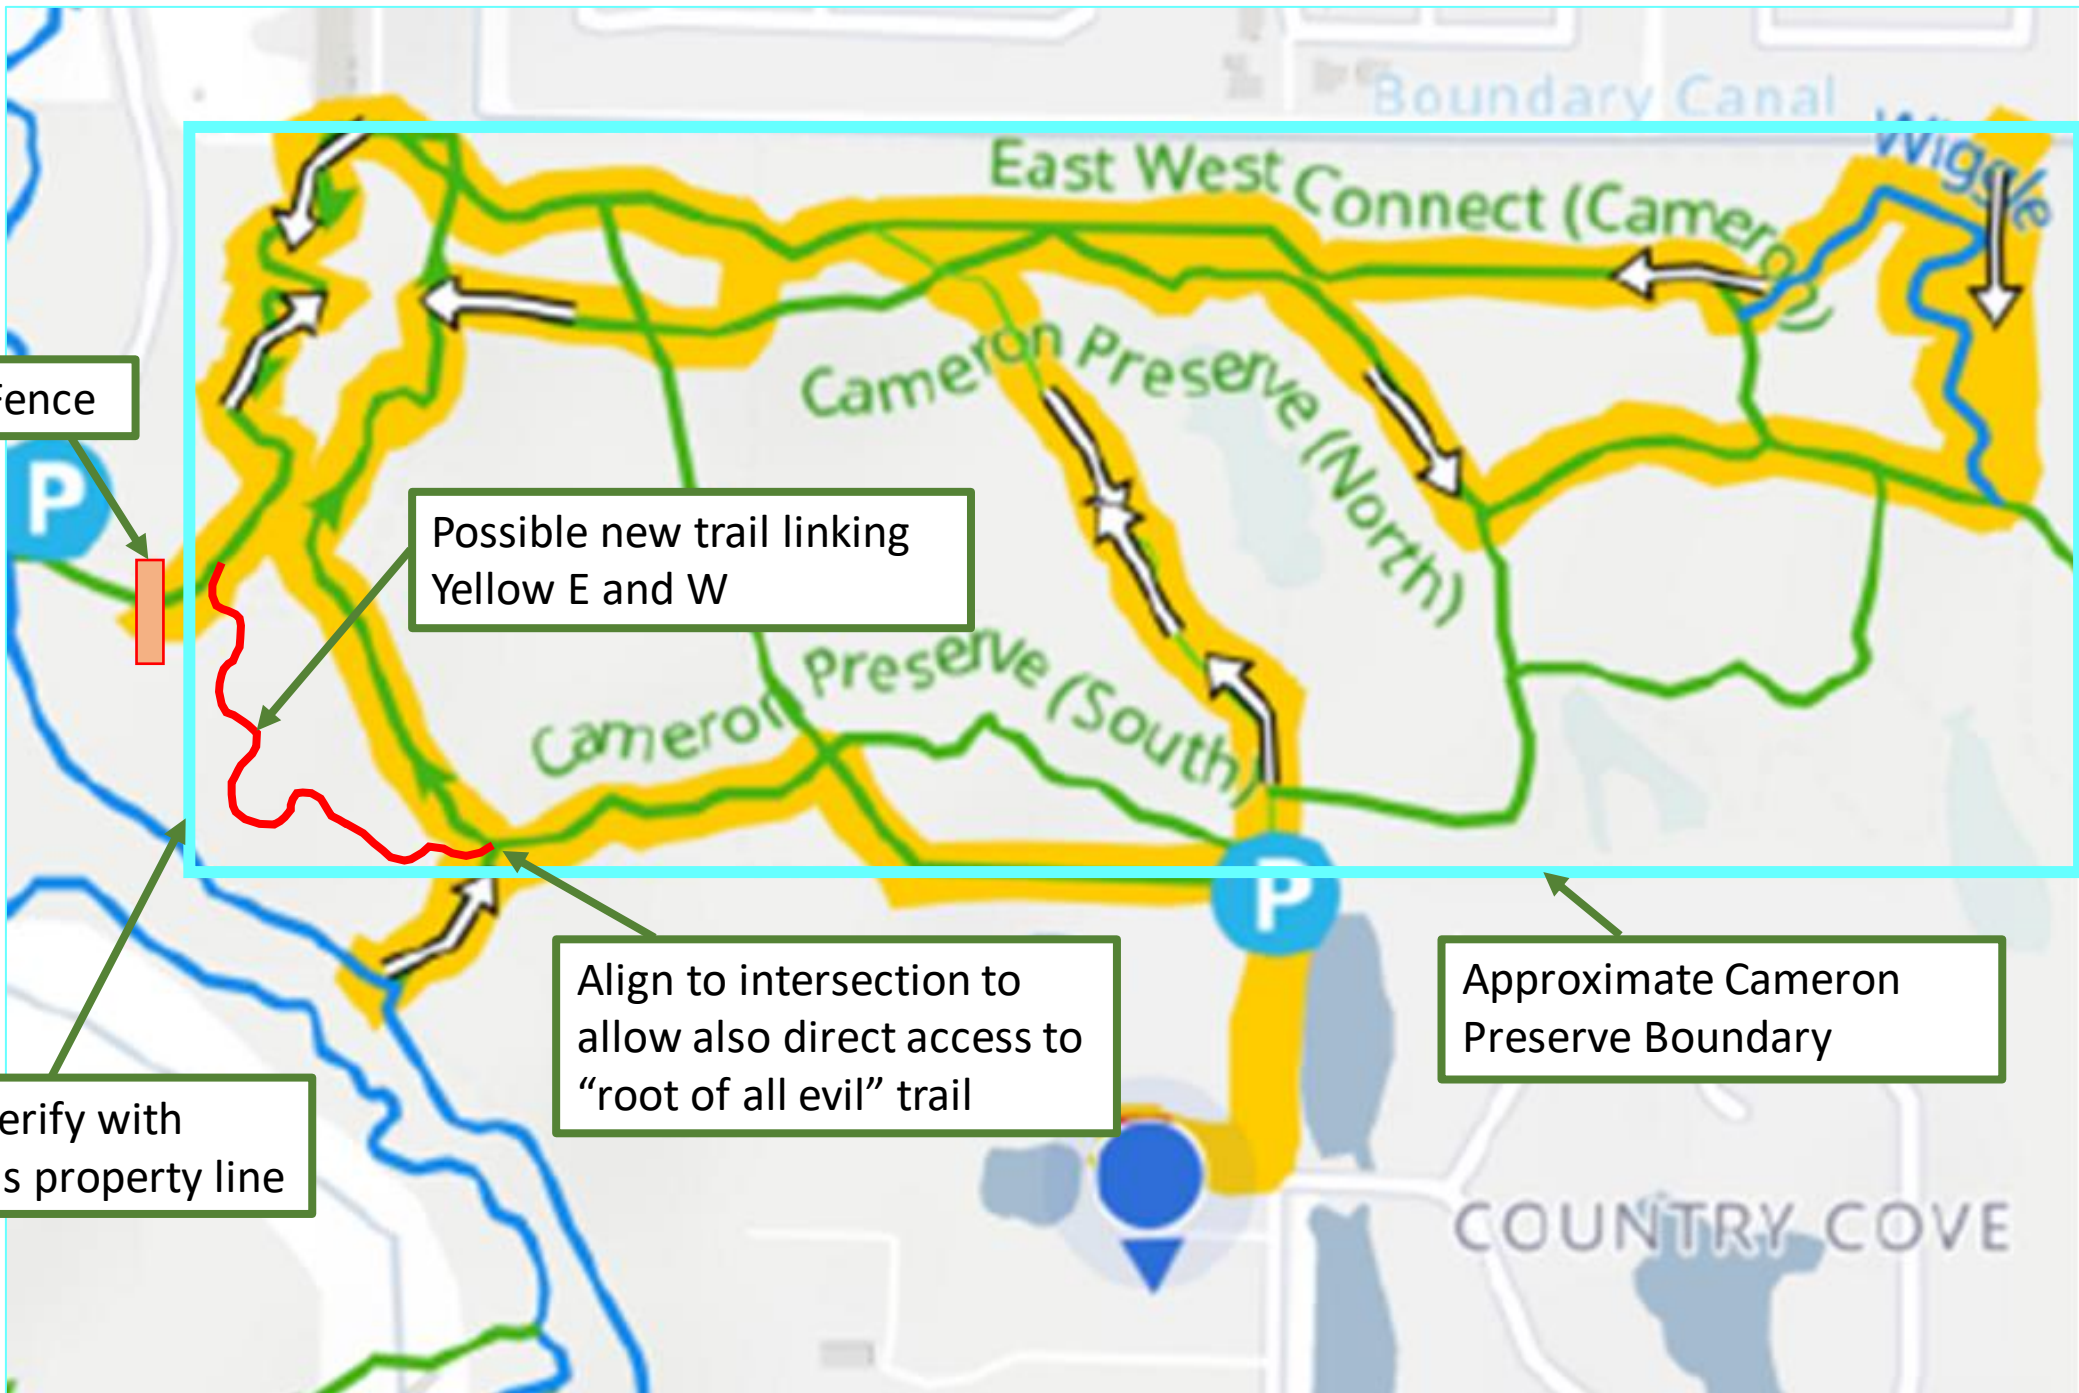 Boundary Canal
Wiggle
East West Connect (Cameron)
Cameron Preserve (North)
Fence
P
Possible new trail linking
Yellow E and W
Cameron Preserve (South)
P
Align to intersection to
allow also direct access to
“root of all evil” trail
Approximate Cameron
Preserve Boundary
erify with
s property line
COUNTRY COVE